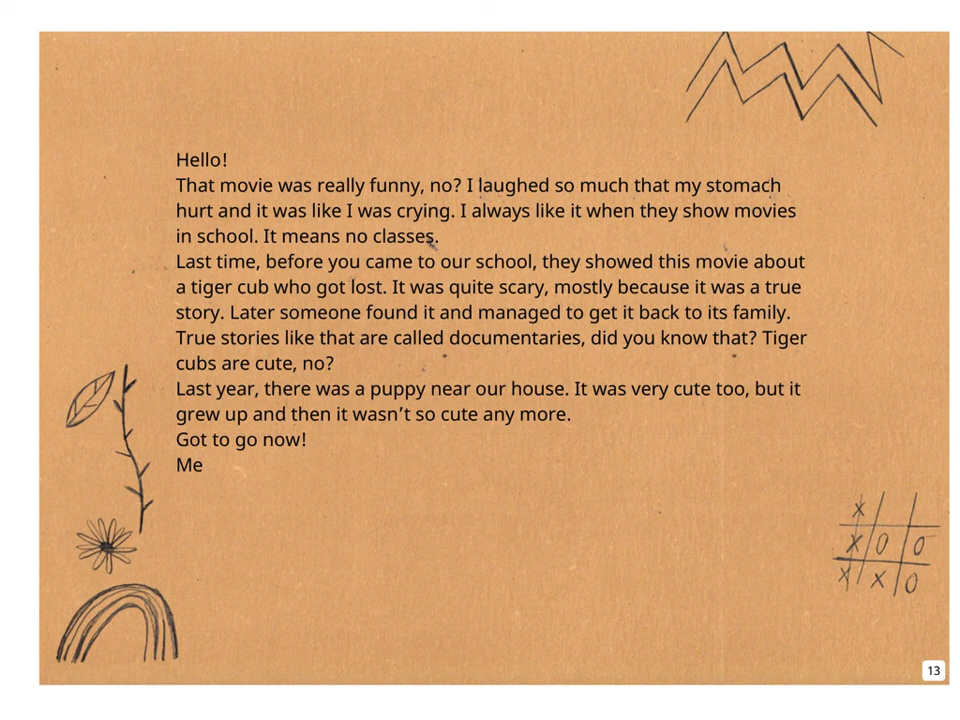 Hello!
That movie was really funny, no? I laughed so much that my stomach
hurt and it was like I was crying. I always like it when they show movies
in school. It means no classes.
Last time, before you came to our school, they showed this movie about
a tiger cub who got lost. It was quite scary, mostly because it was a true
story. Later someone found it and managed to get it back to its family.
True stories like that are called documentaries, did you know that? Tiger
cubs are cute, no?
Last year, there was a puppy near our house. It was very cute too, but it
grew up and then it wasn’t so cute any more.
Got to go now!
Me
X
X O O
X X O
13